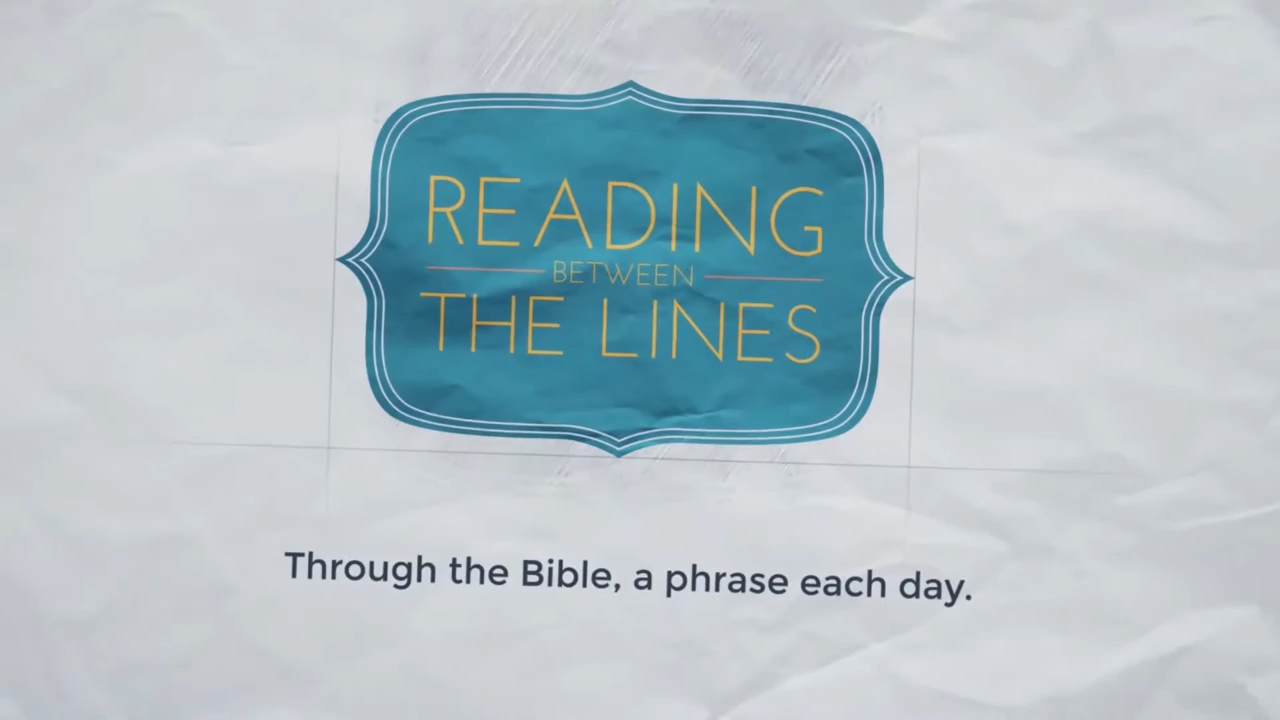 READING
BETWEEN
THE LINES
Through the Bible, a phrase each day.